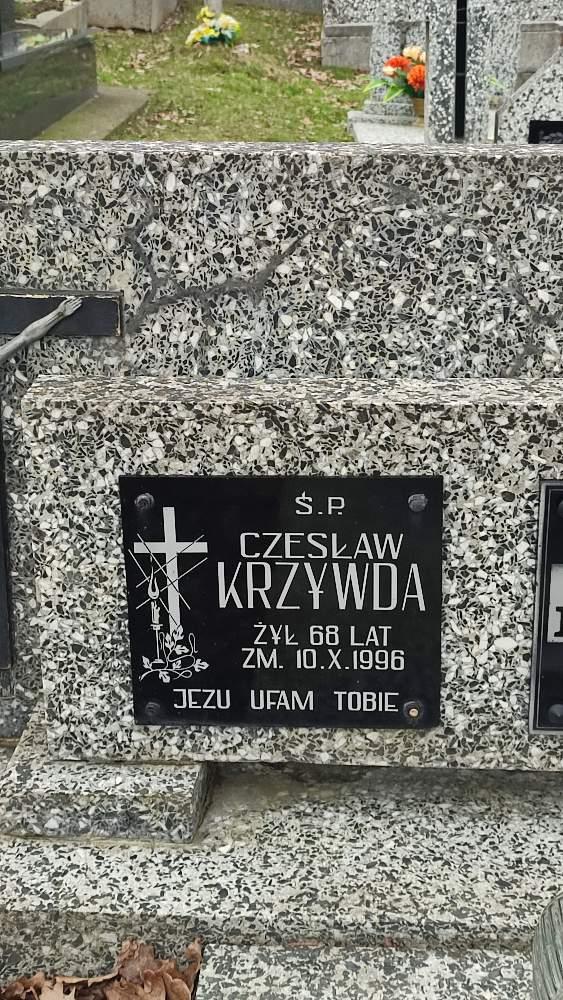 Ś.P.
CZESŁAW
KRZYWDA
ŻYŁ 68 LAT
ZM. 10.X.1996
JEZU UFAM TOBIE